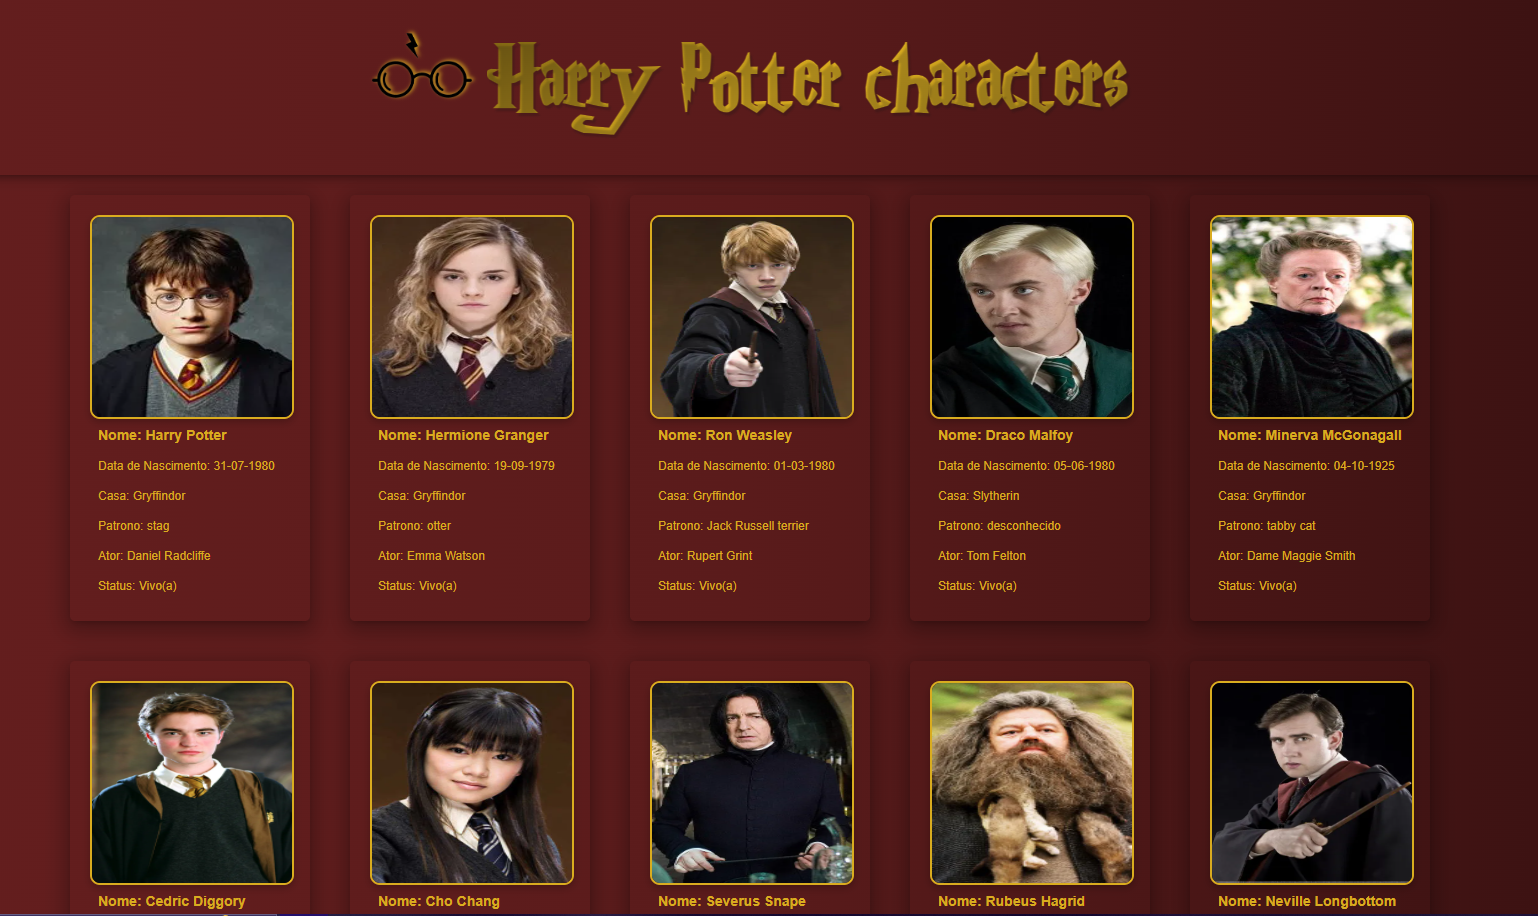 Harry Potter characters
Nome: Harry Potter
Data de Nascimento: 31-07-1980
Casa: Gryffindor
Patrono: stag
Ator: Daniel Radcliffe
Status: Vivo(a)
Nome: Hermione Granger
Data de Nascimento: 19-09-1979
Casa: Gryffindor
Patrono: otter
Ator: Emma Watson
Status: Vivo(a)
Nome: Ron Weasley
Data de Nascimento: 01-03-1980
Casa: Gryffindor
Patrono: Jack Russell terrier
Ator: Rupert Grint
Status: Vivo(a)
Nome: Draco Malfoy
Data de Nascimento: 05-06-1980
Casa: Slytherin
Patrono: desconhecido
Ator: Tom Felton
Status: Vivo(a)
Nome: Minerva McGonagall
Data de Nascimento: 04-10-1925
Casa: Gryffindor
Patrono: tabby cat
Ator: Dame Maggie Smith
Status: Vivo(a)
Nome: Cedric Diggory
Nome: Cho Chang
Nome: Severus Snape
Nome: Rubeus Hagrid
Nome: Neville Longbottom